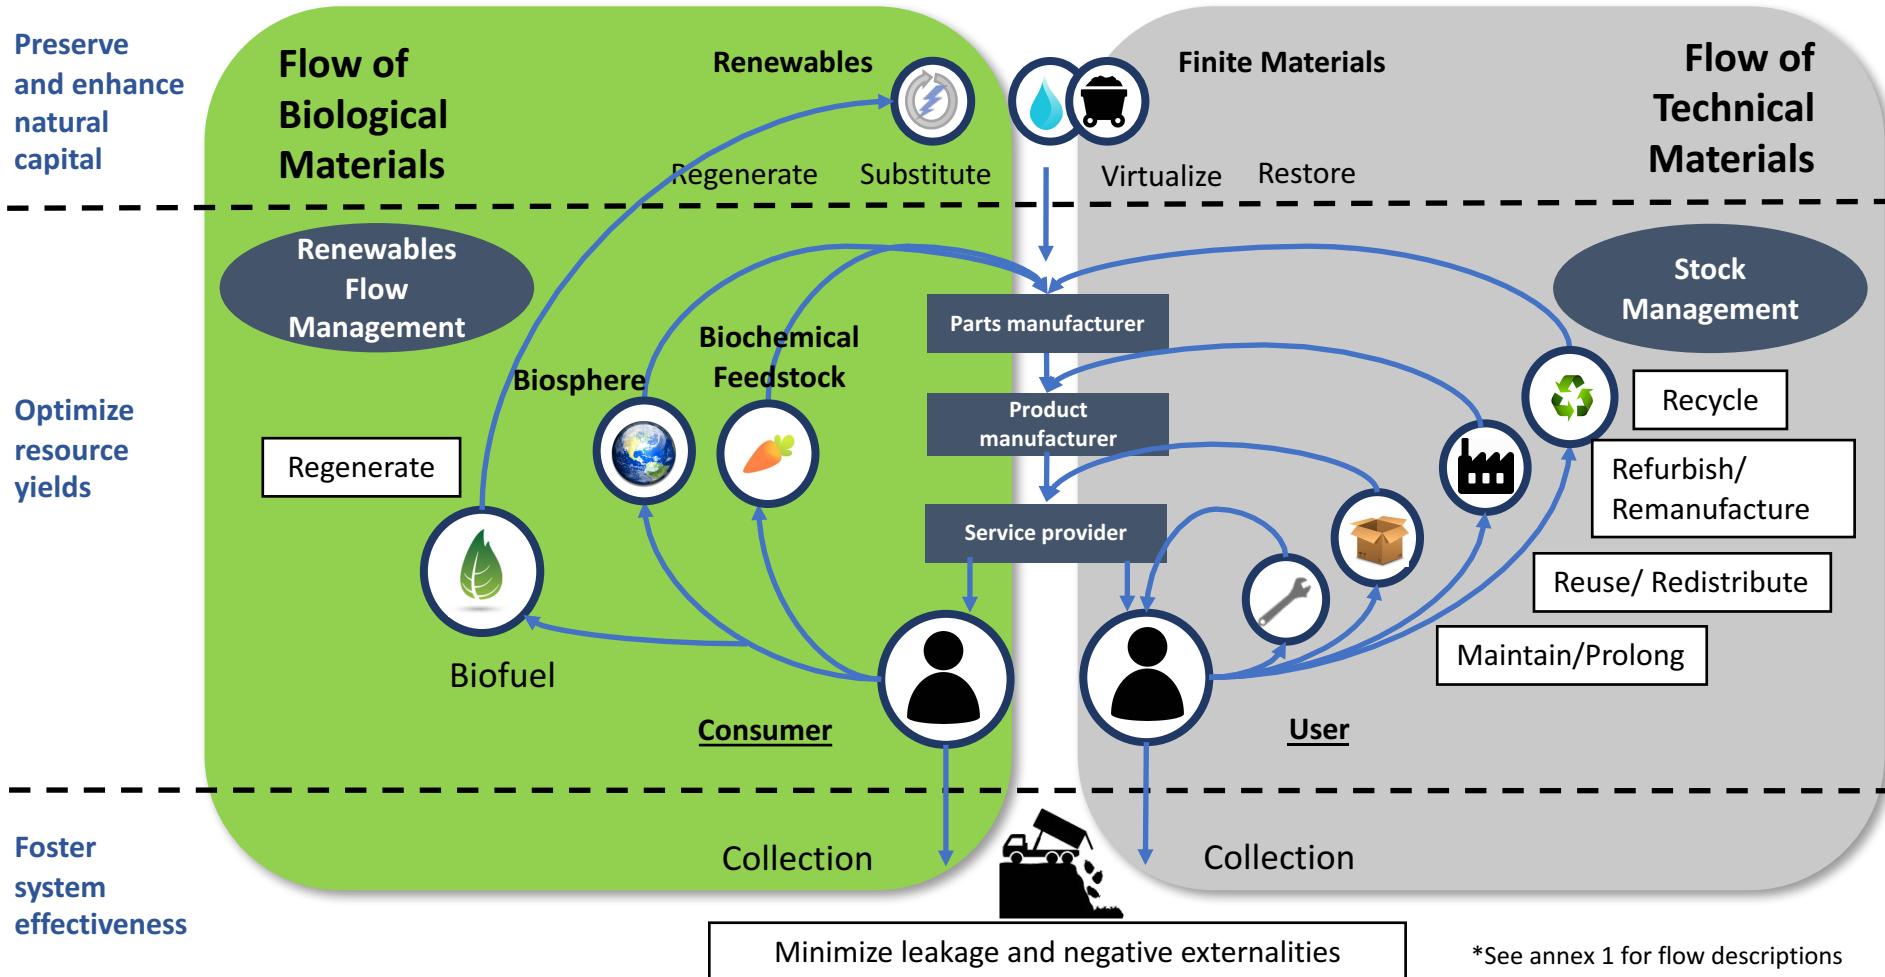 Preserve
and enhance
natural
capital
Flow of
Biological
Materials
Renewables
Finite Materials
Flow of
Technical
Materials
Regenerate
Substitute
Virtualize
Restore
Renewables
Flow
Management
Stock
Management
Parts manufacturer
Biochemical
Feedstock
Biosphere
Product
manufacturer
Recycle
Optimize
resource
yields
Regenerate
Refurbish/
Remanufacture
Service provider
Reuse/ Redistribute
Maintain/Prolong
Biofuel
Consumer
User
Foster
system
effectiveness
Collection
Collection
Minimize leakage and negative externalities
*See annex 1 for flow descriptions